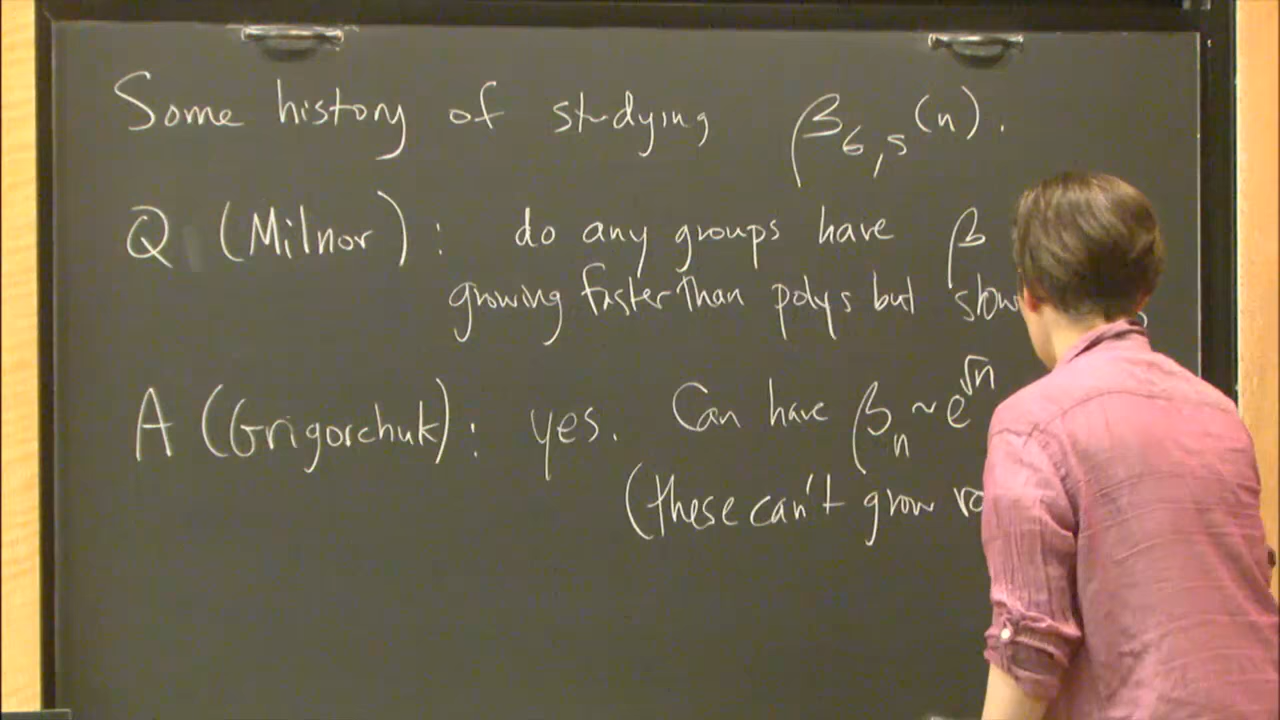 Some history of studying β_G,S(n).
Q (Milnor): do any groups have β
growing faster than polys but
A (Grigorchuk): yes. Can have β_n ~ e^√n
(these can't grow